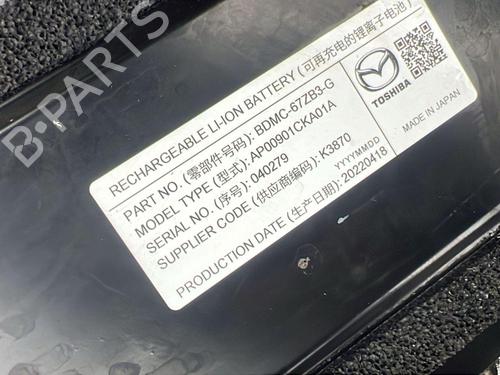 B-PARTS
RECHARGEABLE LI-ION BATTERY (可再充电的锂离子电池)
PART NO. (零部件号码): BDMC-67ZB3-G
MODEL TYPE (型式): AP00901CKA01A
SERIAL NO. (序号): 040279
SUPPLIER CODE (供应商编码): K3870
YYYYMMDD
PRODUCTION DATE (生产日期): 20220418
TOSHIBA
MADE IN JAPAN